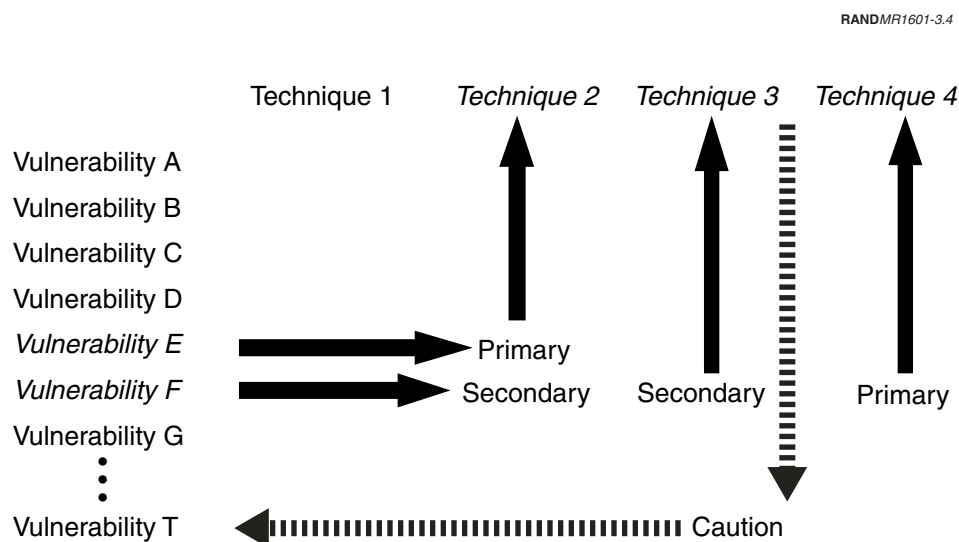 RANDMR1601-3.4
Technique 1 Technique 2 Technique 3 Technique 4
Vulnerability A
Vulnerability B
Vulnerability C
Vulnerability D
Vulnerability E Primary
Vulnerability F Secondary Secondary Primary
Vulnerability G
Vulnerability T Caution